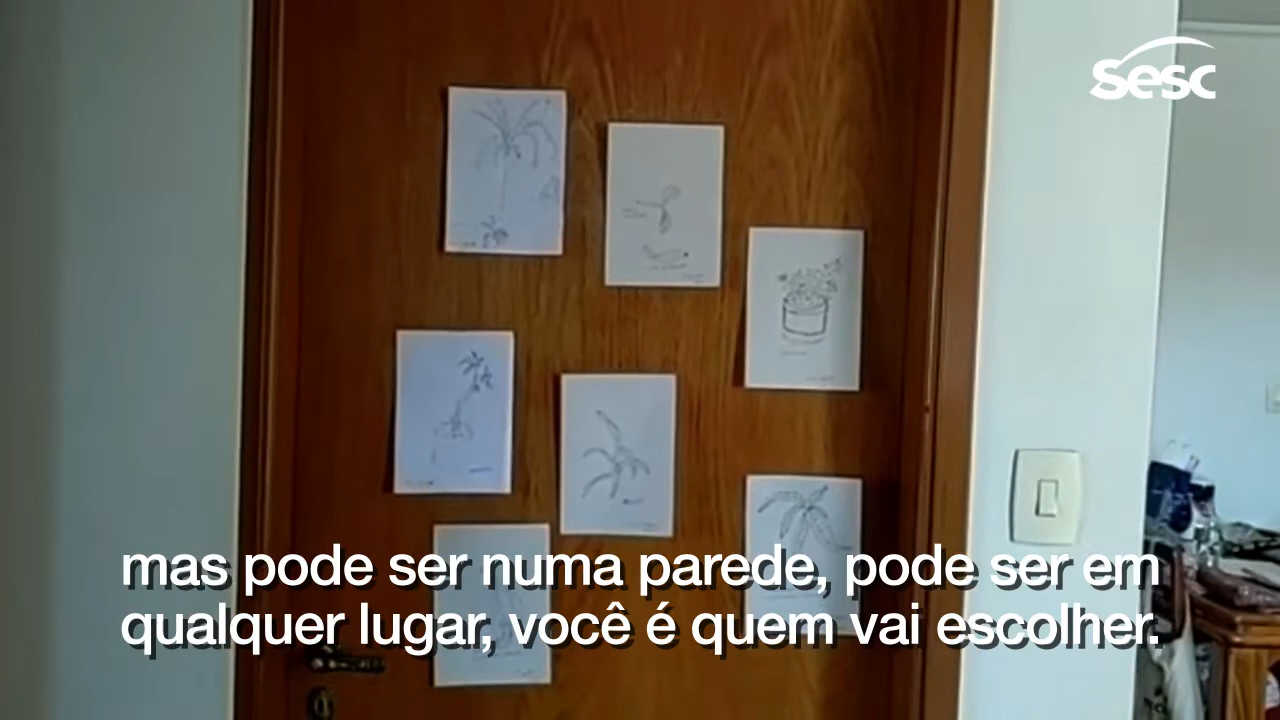 Sesc
mas pode ser numa parede, pode ser em
qualquer lugar, você é quem vai escolher.